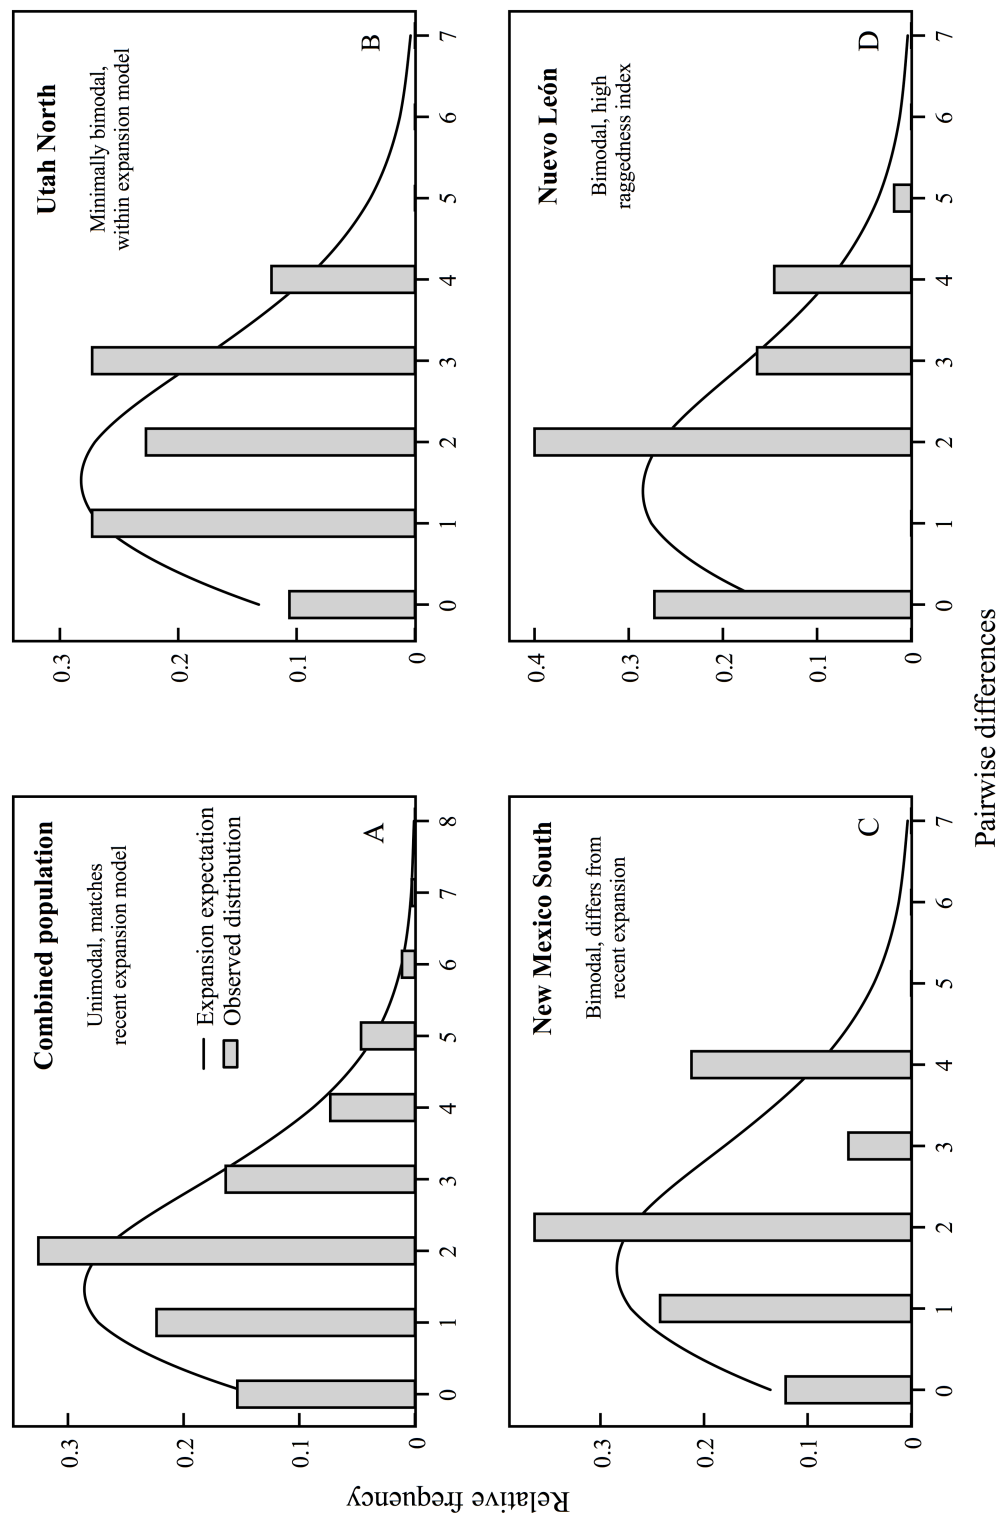 Combined population
Unimodal, matches
recent expansion model
Expansion expectation
Observed distribution
A
0.3
0.2
0.1
0
0 1 2 3 4 5 6 7 8
Utah North
Minimally bimodal,
within expansion model
B
0.3
0.2
0.1
0
0 1 2 3 4 5 6 7
New Mexico South
Bimodal, differs from
recent expansion
C
0.3
0.2
0.1
0
0 1 2 3 4 5 6 7
Nuevo León
Bimodal, high
raggedness index
D
0.4
0.3
0.2
0.1
0
0 1 2 3 4 5 6 7
Relative frequency
Pairwise differences